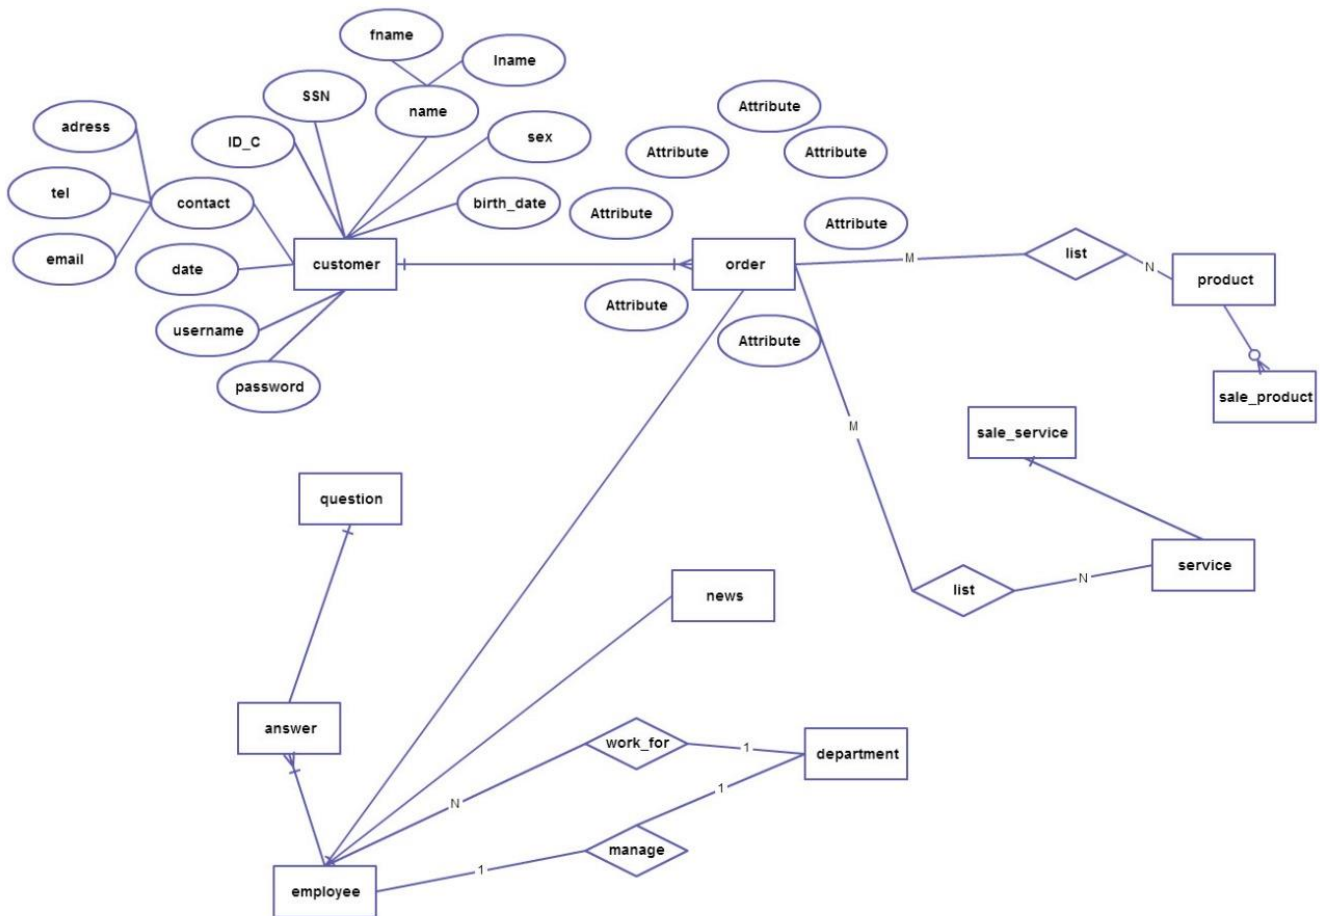 fname
lname
SSN
name
Attribute
adress
ID_C
sex
Attribute
Attribute
tel
contact
birth_date
Attribute
Attribute
email
date
customer
order
M
list
N
product
username
Attribute
Attribute
password
sale_product
M
sale_service
question
service
N
list
news
answer
work_for
1
department
1
N
manage
1
employee